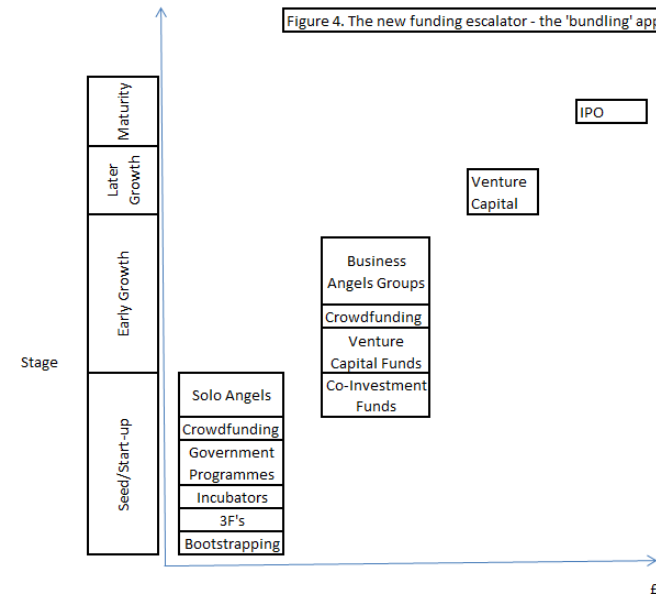 Figure 4. The new funding escalator - the 'bundling' app
Maturity
IPO
Later
Growth
Venture
Capital
Early Growth
Business
Angels Groups
Crowdfunding
Venture
Capital Funds
Co-Investment
Funds
Stage
Seed/Start-up
Solo Angels
Crowdfunding
Government
Programmes
Incubators
3F's
Bootstrapping
£